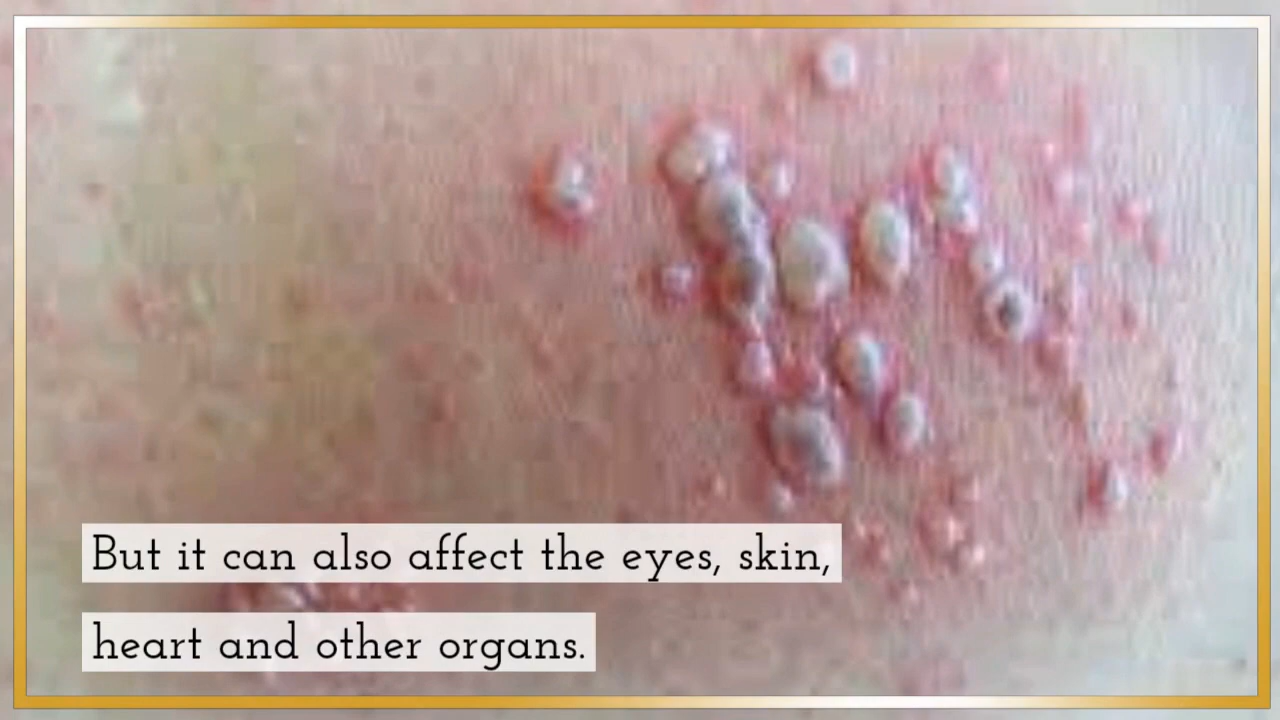 But it can also affect the eyes, skin,
heart and other organs.